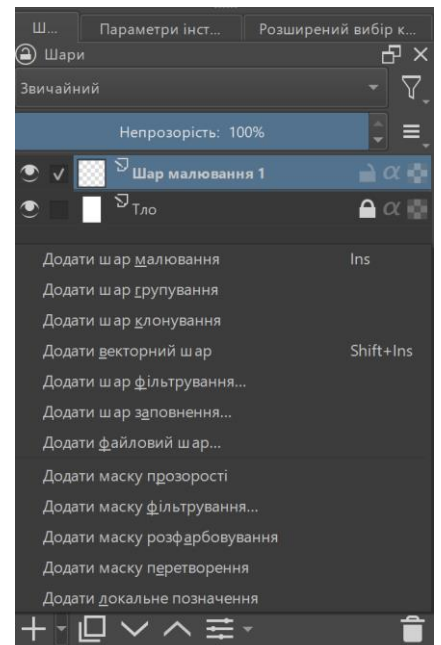 Ш... Параметри інст... Розширений вибір к...
Шари
Звичайний
Непрозорість: 100%
Шар малювання 1
Тло
Додати шар малювання Ins
Додати шар групування
Додати шар клонування
Додати векторний шар Shift+Ins
Додати шар фільтрування...
Додати шар заповнення...
Додати файловий шар...
Додати маску прозорості
Додати маску фільтрування...
Додати маску розфарбовування
Додати маску перетворення
Додати локальне позначення